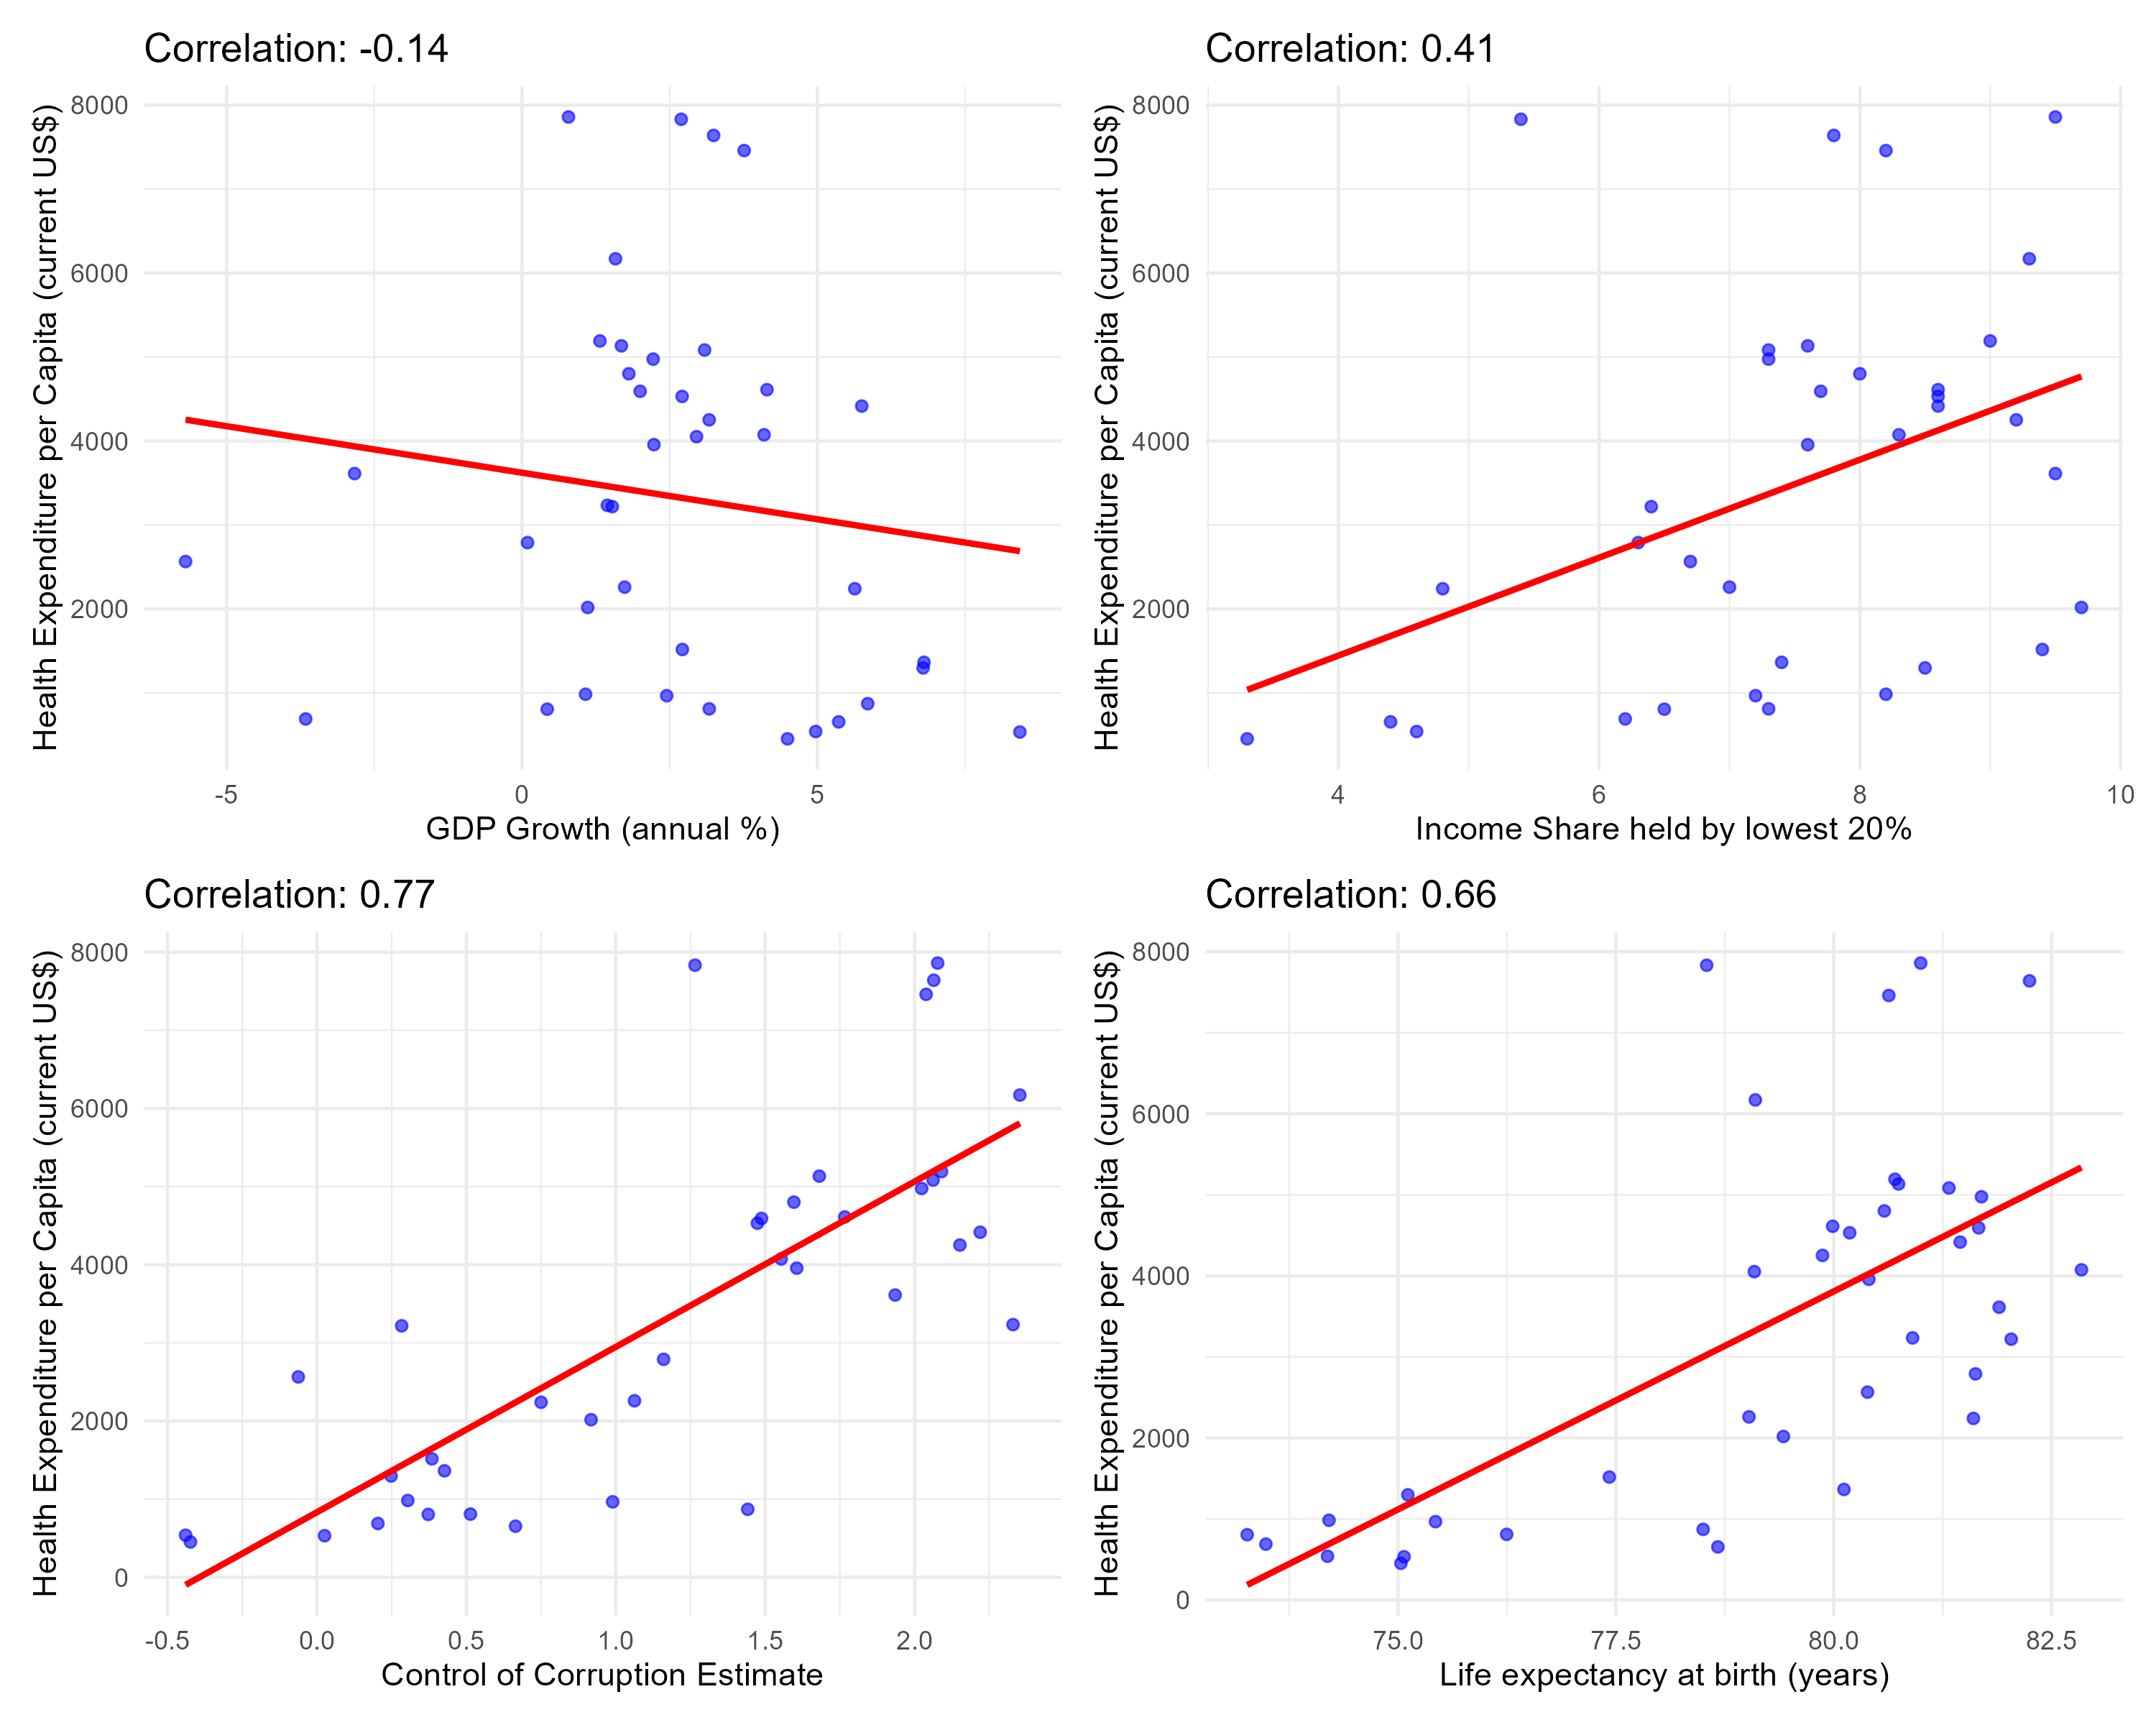 Correlation: -0.14
Health Expenditure per Capita (current US$)
8000
6000
4000
2000
-5
0
5
GDP Growth (annual %)
Correlation: 0.41
Health Expenditure per Capita (current US$)
8000
6000
4000
2000
4
6
8
10
Income Share held by lowest 20%
Correlation: 0.77
Health Expenditure per Capita (current US$)
8000
6000
4000
2000
0
-0.5
0.0
0.5
1.0
1.5
2.0
Control of Corruption Estimate
Correlation: 0.66
Health Expenditure per Capita (current US$)
8000
6000
4000
2000
0
75.0
77.5
80.0
82.5
Life expectancy at birth (years)